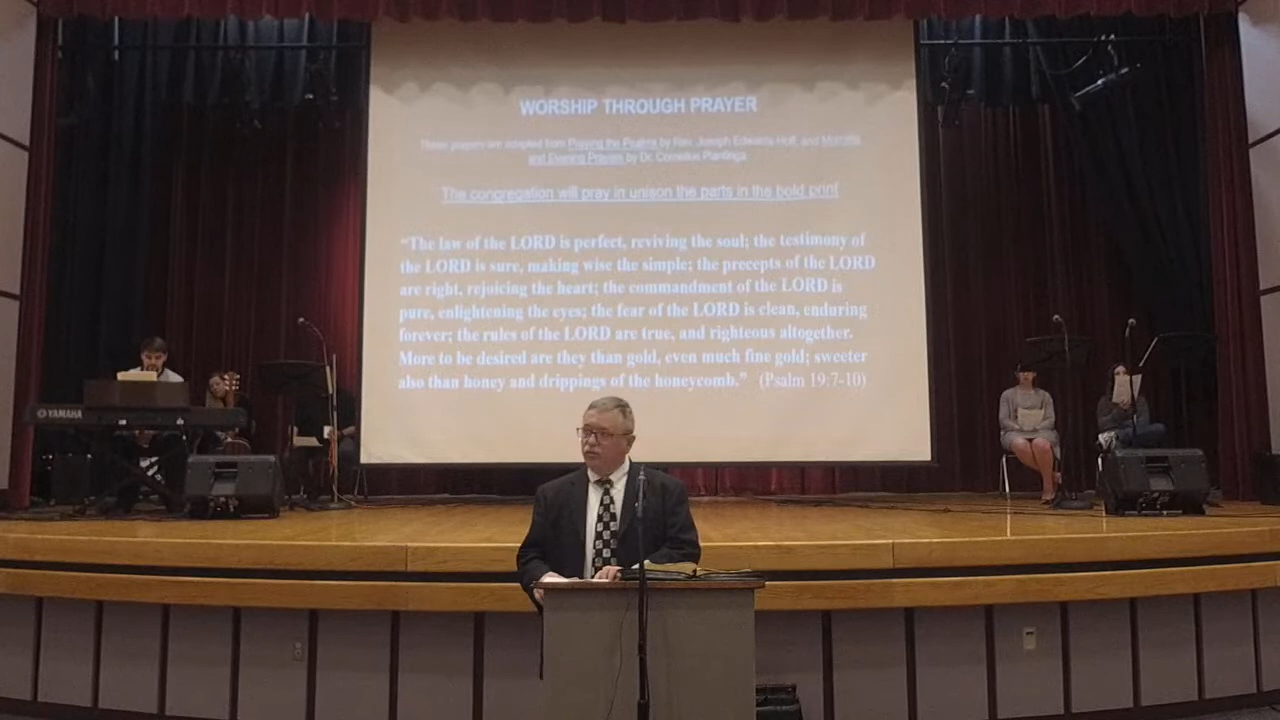 WORSHIP THROUGH PRAYER
These prayers are adapted from Praying the Psalms by Rev. Joseph Edwards Holt, and Morning
and Evening Prayers by Dr. Cornelius Plantinga
The congregation will pray in unison the parts in the bold print
“The law of the LORD is perfect, reviving the soul; the testimony of
the LORD is sure, making wise the simple; the precepts of the LORD
are right, rejoicing the heart; the commandment of the LORD is
pure, enlightening the eyes; the fear of the LORD is clean, enduring
forever; the rules of the LORD are true, and righteous altogether.
More to be desired are they than gold, even much fine gold; sweeter
also than honey and drippings of the honeycomb.” (Psalm 19:7-10)
YAMAHA